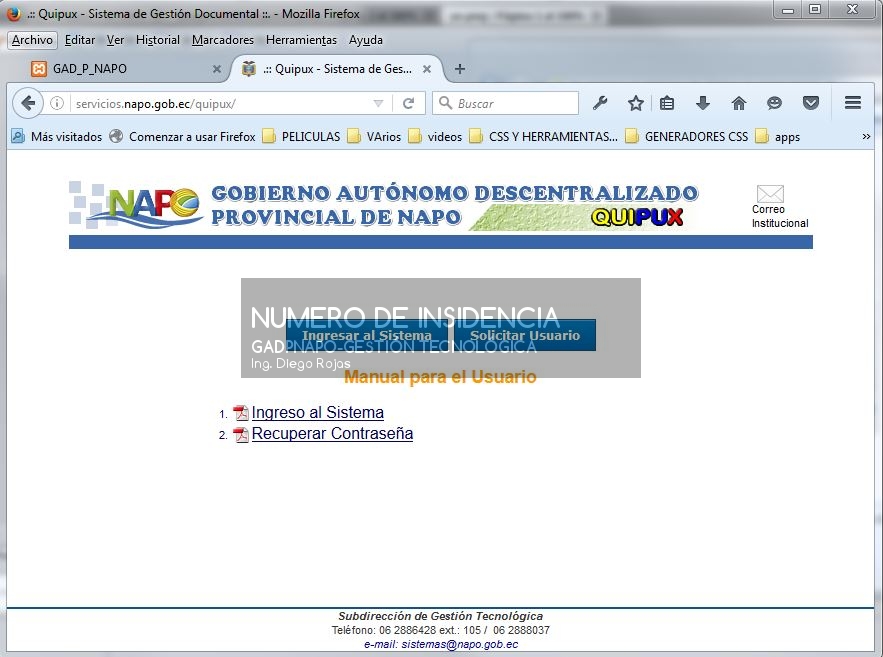 .:: Quipux - Sistema de Gestión Documental ::. - Mozilla Firefox
Archivo Editar Ver Historial Marcadores Herramientas Ayuda
GAD_P_NAPO
.:: Quipux - Sistema de Ges...
servicios.napo.gob.ec/quipux/
Buscar
Más visitados Comenzar a usar Firefox PELICULAS VArios videos CSS Y HERRAMIENTAS... GENERADORES CSS apps
NAPO
GOBIERNO AUTÓNOMO DESCENTRALIZADO
PROVINCIAL DE NAPO
QUIPUX
Correo
Institucional
NUMERO DE INSIDENCIA
Ingresar al Sistema Solicitar Usuario
GADPNAPO-GESTION TECNOLOGICA
Ing. Diego Rojas
Manual para el Usuario
1. Ingreso al Sistema
2. Recuperar Contraseña
Subdirección de Gestión Tecnológica
Teléfono: 06 2886428 ext.: 105 / 06 2888037
e-mail: sistemas@napo.gob.ec